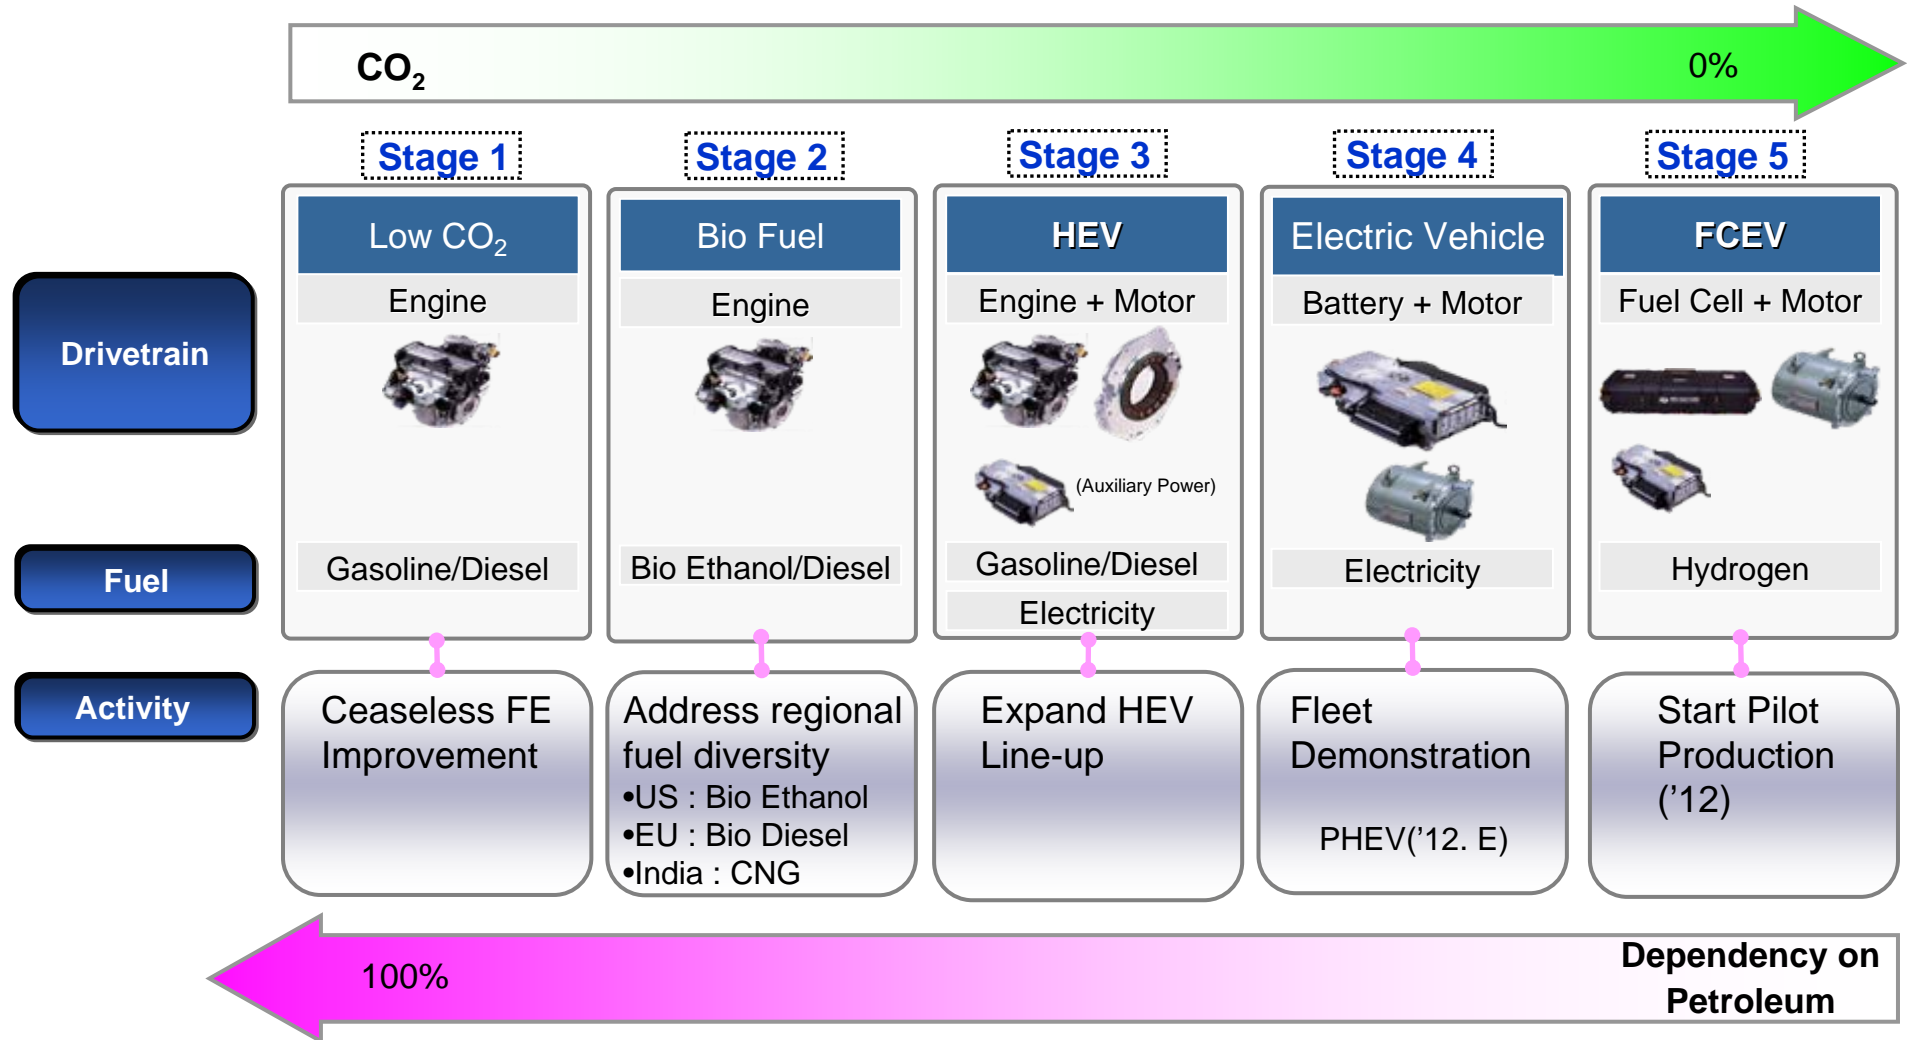 CO₂
0%
Stage 1
Stage 2
Stage 3
Stage 4
Stage 5
Low CO₂
Bio Fuel
HEV
Electric Vehicle
FCEV
Drivetrain
Engine
Engine
Engine + Motor
Battery + Motor
Fuel Cell + Motor
(Auxiliary Power)
Fuel
Gasoline/Diesel
Bio Ethanol/Diesel
Gasoline/Diesel
Electricity
Electricity
Hydrogen
Activity
Ceaseless FE
Improvement
Address regional
fuel diversity
•US : Bio Ethanol
•EU : Bio Diesel
•India : CNG
Expand HEV
Line-up
Fleet
Demonstration
PHEV(’12. E)
Start Pilot
Production
(’12)
100%
Dependency on
Petroleum